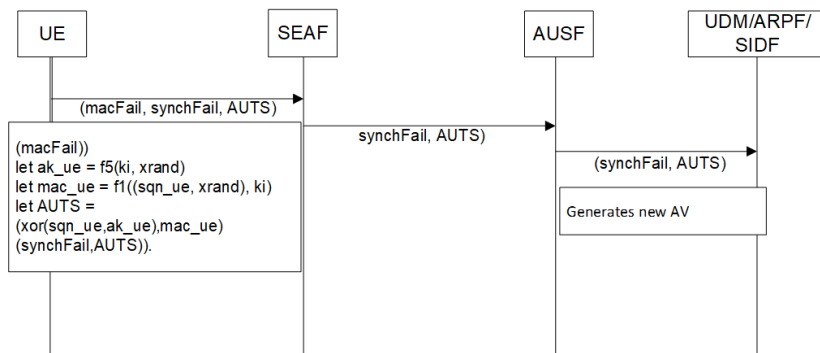 UE
SEAF
AUSF
UDM/ARPF/
SIDF
(macFail, synchFail, AUTS)
synchFail, AUTS)
(synchFail, AUTS)
(macFail))
let ak_ue = f5(ki, xrand)
let mac_ue = f1((sqn_ue, xrand), ki)
let AUTS =
(xor(sqn_ue,ak_ue),mac_ue)
(synchFail,AUTS)).
Generates new AV